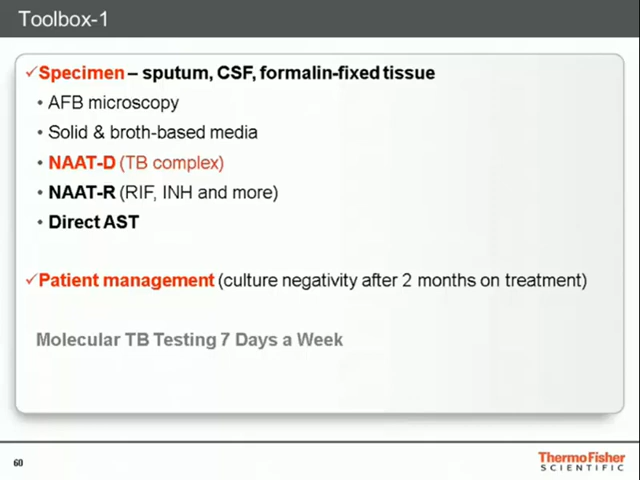 Toolbox-1
✓Specimen – sputum, CSF, formalin-fixed tissue
• AFB microscopy
• Solid & broth-based media
• NAAT-D (TB complex)
• NAAT-R (RIF, INH and more)
• Direct AST
✓Patient management (culture negativity after 2 months on treatment)
Molecular TB Testing 7 Days a Week
60
ThermoFisher
SCIENTIFIC